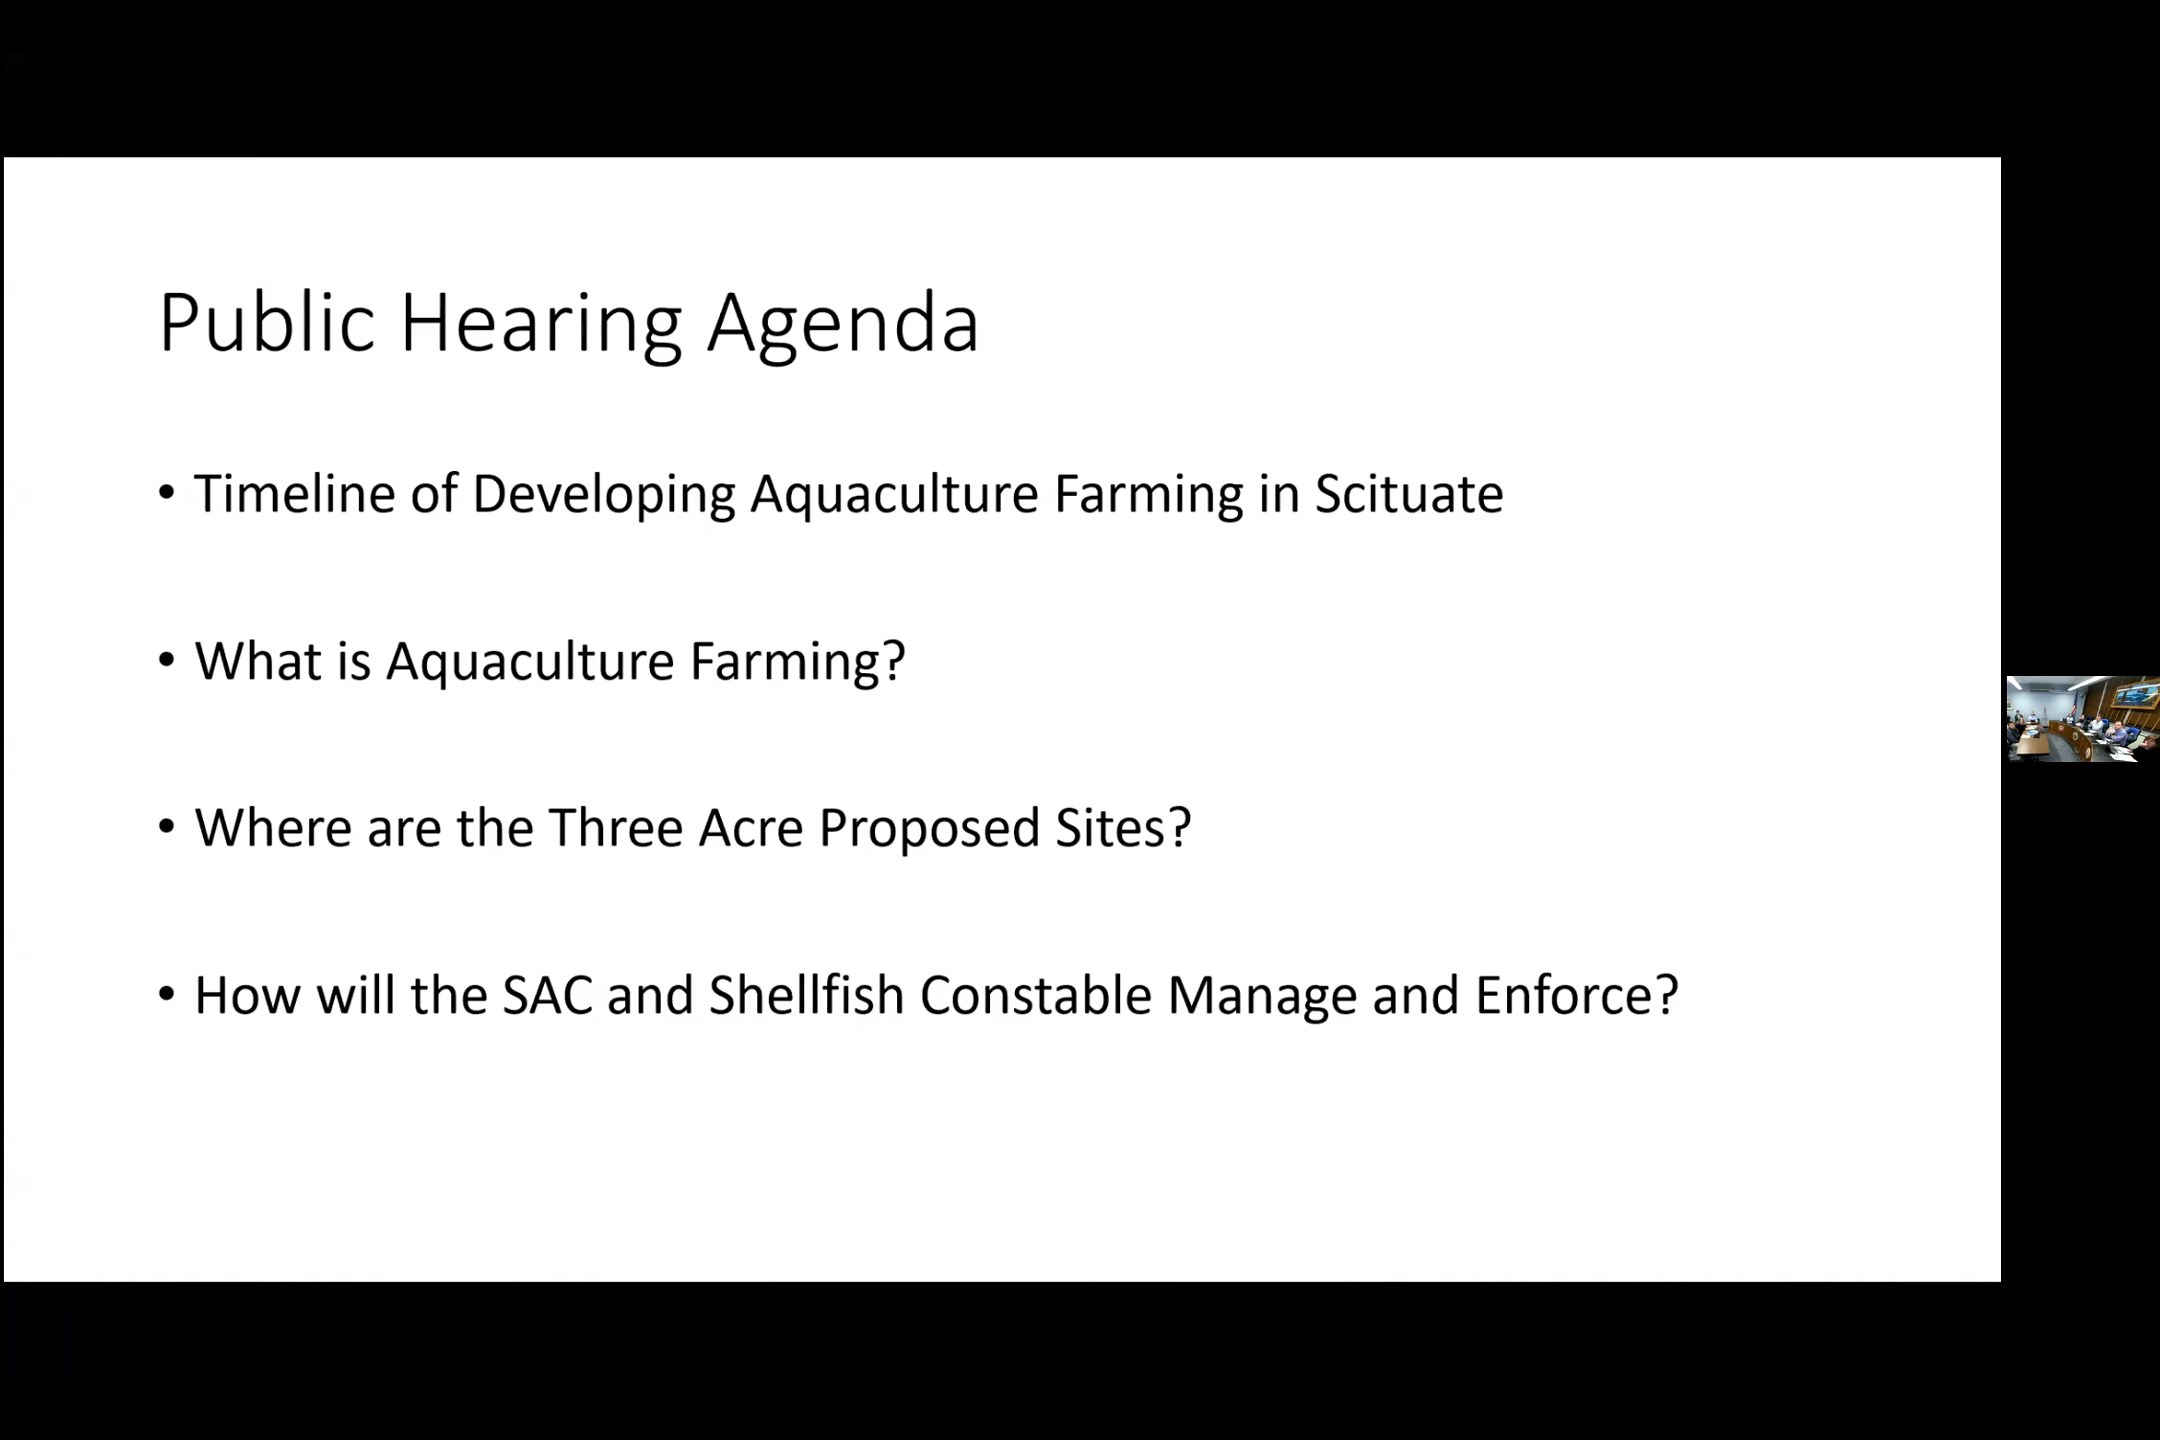 Public Hearing Agenda
• Timeline of Developing Aquaculture Farming in Scituate
• What is Aquaculture Farming?
• Where are the Three Acre Proposed Sites?
• How will the SAC and Shellfish Constable Manage and Enforce?